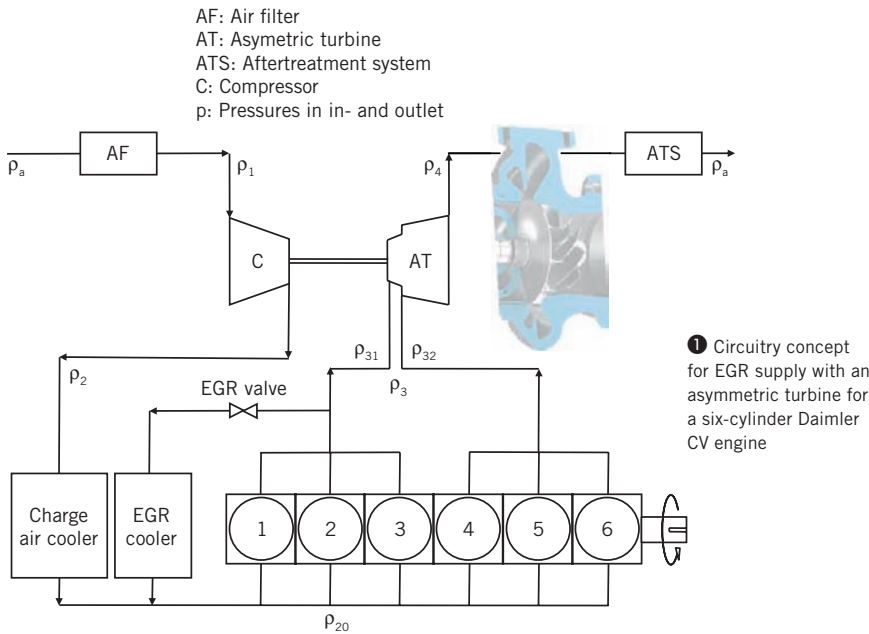 AF: Air filter
AT: Asymetric turbine
ATS: Aftertreatment system
C: Compressor
p: Pressures in in- and outlet
ρa
AF
ρ1
ρ4
ATS
ρa
C
AT
ρ2
ρ31
ρ32
ρ3
EGR valve
❶ Circuitry concept
for EGR supply with an
asymmetric turbine for
a six-cylinder Daimler
CV engine
Charge
air cooler
EGR
cooler
1 2 3 4 5 6
ρ20